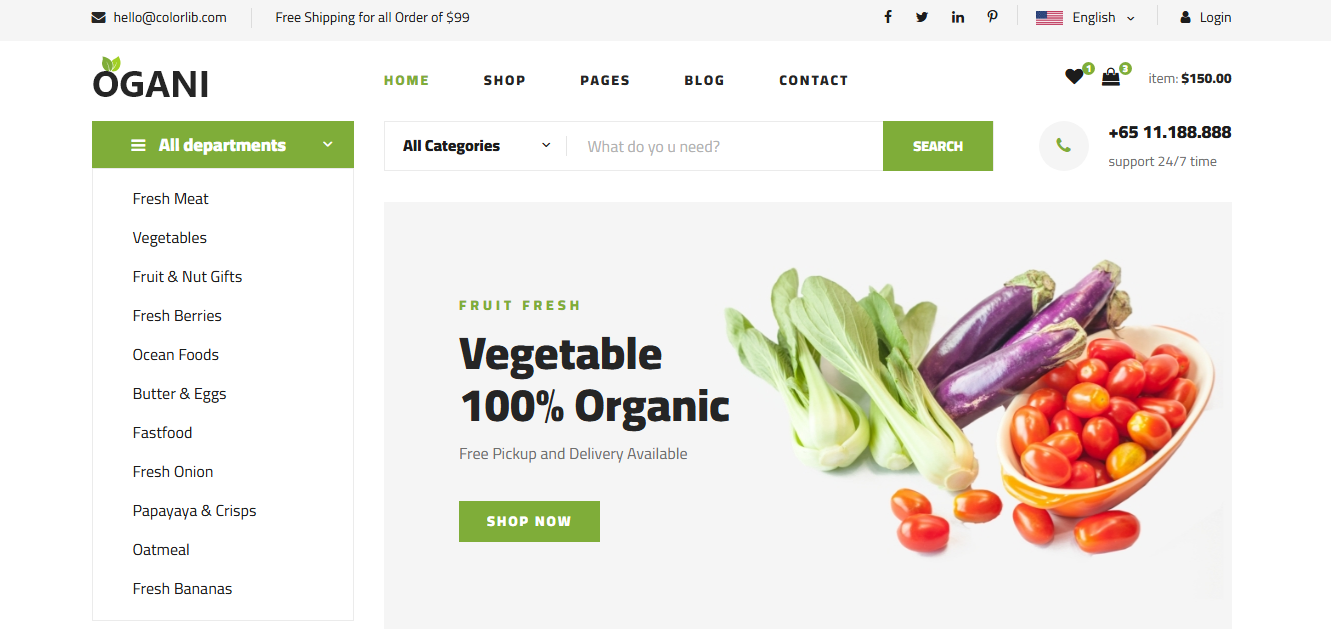 hello@colorlib.com
Free Shipping for all Order of $99
English
Login
OGANI
HOME
SHOP
PAGES
BLOG
CONTACT
1
3
item: $150.00
All departments
All Categories
What do yo u need?
SEARCH
+65 11.188.888
support 24/7 time
Fresh Meat
Vegetables
Fruit & Nut Gifts
Fresh Berries
Ocean Foods
Butter & Eggs
Fastfood
Fresh Onion
Papayaya & Crisps
Oatmeal
Fresh Bananas
FRUIT FRESH
Vegetable
100% Organic
Free Pickup and Delivery Available
SHOP NOW